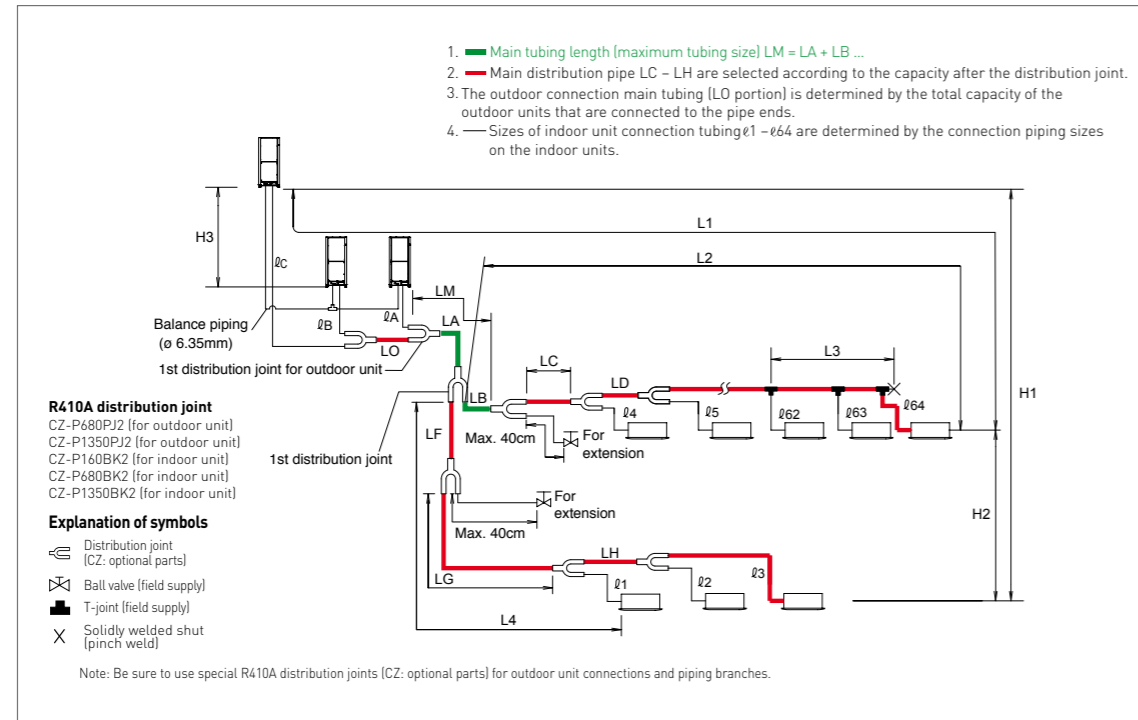 1. Main tubing length (maximum tubing size) LM = LA + LB ...
2. Main distribution pipe LC – LH are selected according to the capacity after the distribution joint.
3. The outdoor connection main tubing (LO portion) is determined by the total capacity of the
outdoor units that are connected to the pipe ends.
4. Sizes of indoor unit connection tubing ℓ1 – ℓ64 are determined by the connection piping sizes
on the indoor units.
L1
H3
L2
ℓC
LM
Balance piping
(ø 6.35mm)
ℓB
ℓA
LA
LO
1st distribution joint for outdoor unit
LC
L3
LD
H1
R410A distribution joint
CZ-P680PJ2 (for outdoor unit)
CZ-P1350PJ2 (for outdoor unit)
CZ-P160BK2 (for indoor unit)
CZ-P680BK2 (for indoor unit)
CZ-P1350BK2 (for indoor unit)
LB
ℓ4
ℓ5
ℓ62
ℓ63
ℓ64
LF
Max. 40cm
For
extension
1st distribution joint
For
extension
Max. 40cm
H2
Explanation of symbols
Distribution joint
(CZ: optional parts)
Ball valve (field supply)
T-joint (field supply)
Solidly welded shut
(pinch weld)
LG
LH
ℓ1
ℓ2
ℓ3
L4
Note: Be sure to use special R410A distribution joints (CZ: optional parts) for outdoor unit connections and piping branches.